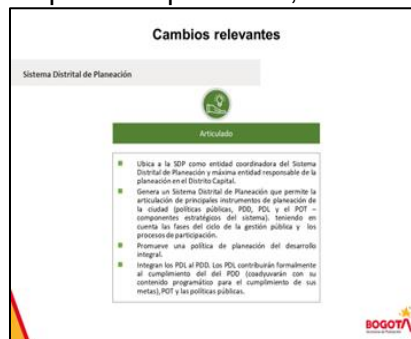 Cambios relevantes
Sistema Distrital de Planeación
Articulado
Ubica a la SDP como entidad coordinadora del Sistema
Distrital de Planeación y máxima entidad responsable de la
planeación en el Distrito Capital.
Genera un Sistema Distrital de Planeación que permite la
articulación de principales instrumentos de planeación de
la ciudad (políticas públicas, PDD, PDL y el POT –
componentes estratégicos del sistema). teniendo en
cuenta las fases del ciclo de la gestión pública y los
procesos de participación.
Promueve una política de planeación del desarrollo
integral.
Integran los PDL al PDD. Los PDL contribuirán formalmente
al cumplimiento del del PDD (coadyuvarán con su
contenido programático para el cumplimiento de sus
metas), POT y las políticas públicas.
BOGOTÁ